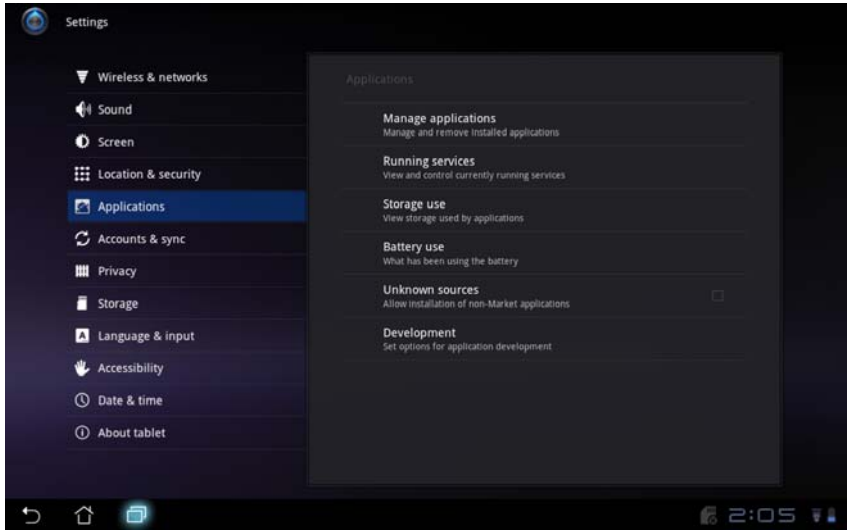 Settings
Wireless & networks
Sound
Screen
Location & security
Applications
Accounts & sync
Privacy
Storage
Language & input
Accessibility
Date & time
About tablet
Applications
Manage applications
Manage and remove installed applications
Running services
View and control currently running services
Storage use
View storage used by applications
Battery use
What has been using the battery
Unknown sources
Allow installation of non-Market applications
Development
Set options for application development
2:05